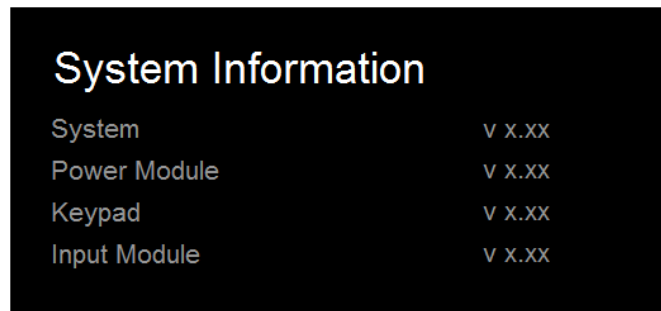 System Information
System v x.xx
Power Module v x.xx
Keypad v x.xx
Input Module v x.xx